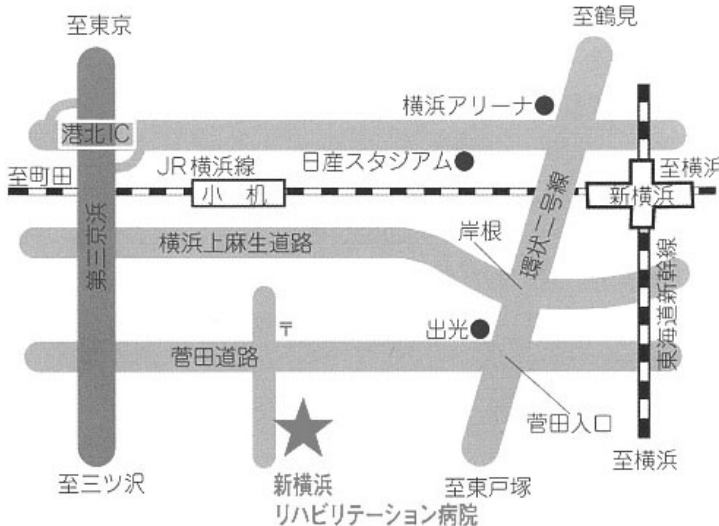 至東京
至鶴見
横浜アリーナ
港北IC
JR横浜線
日産スタジアム
至町田
至横浜
小 机
新横浜
第三京浜
環状二号線
横浜上麻生道路
岸根
東海道新幹線
〒
出光
菅田道路
菅田入口
至三ツ沢
新横浜
リハビリテーション病院
至東戸塚
至横浜